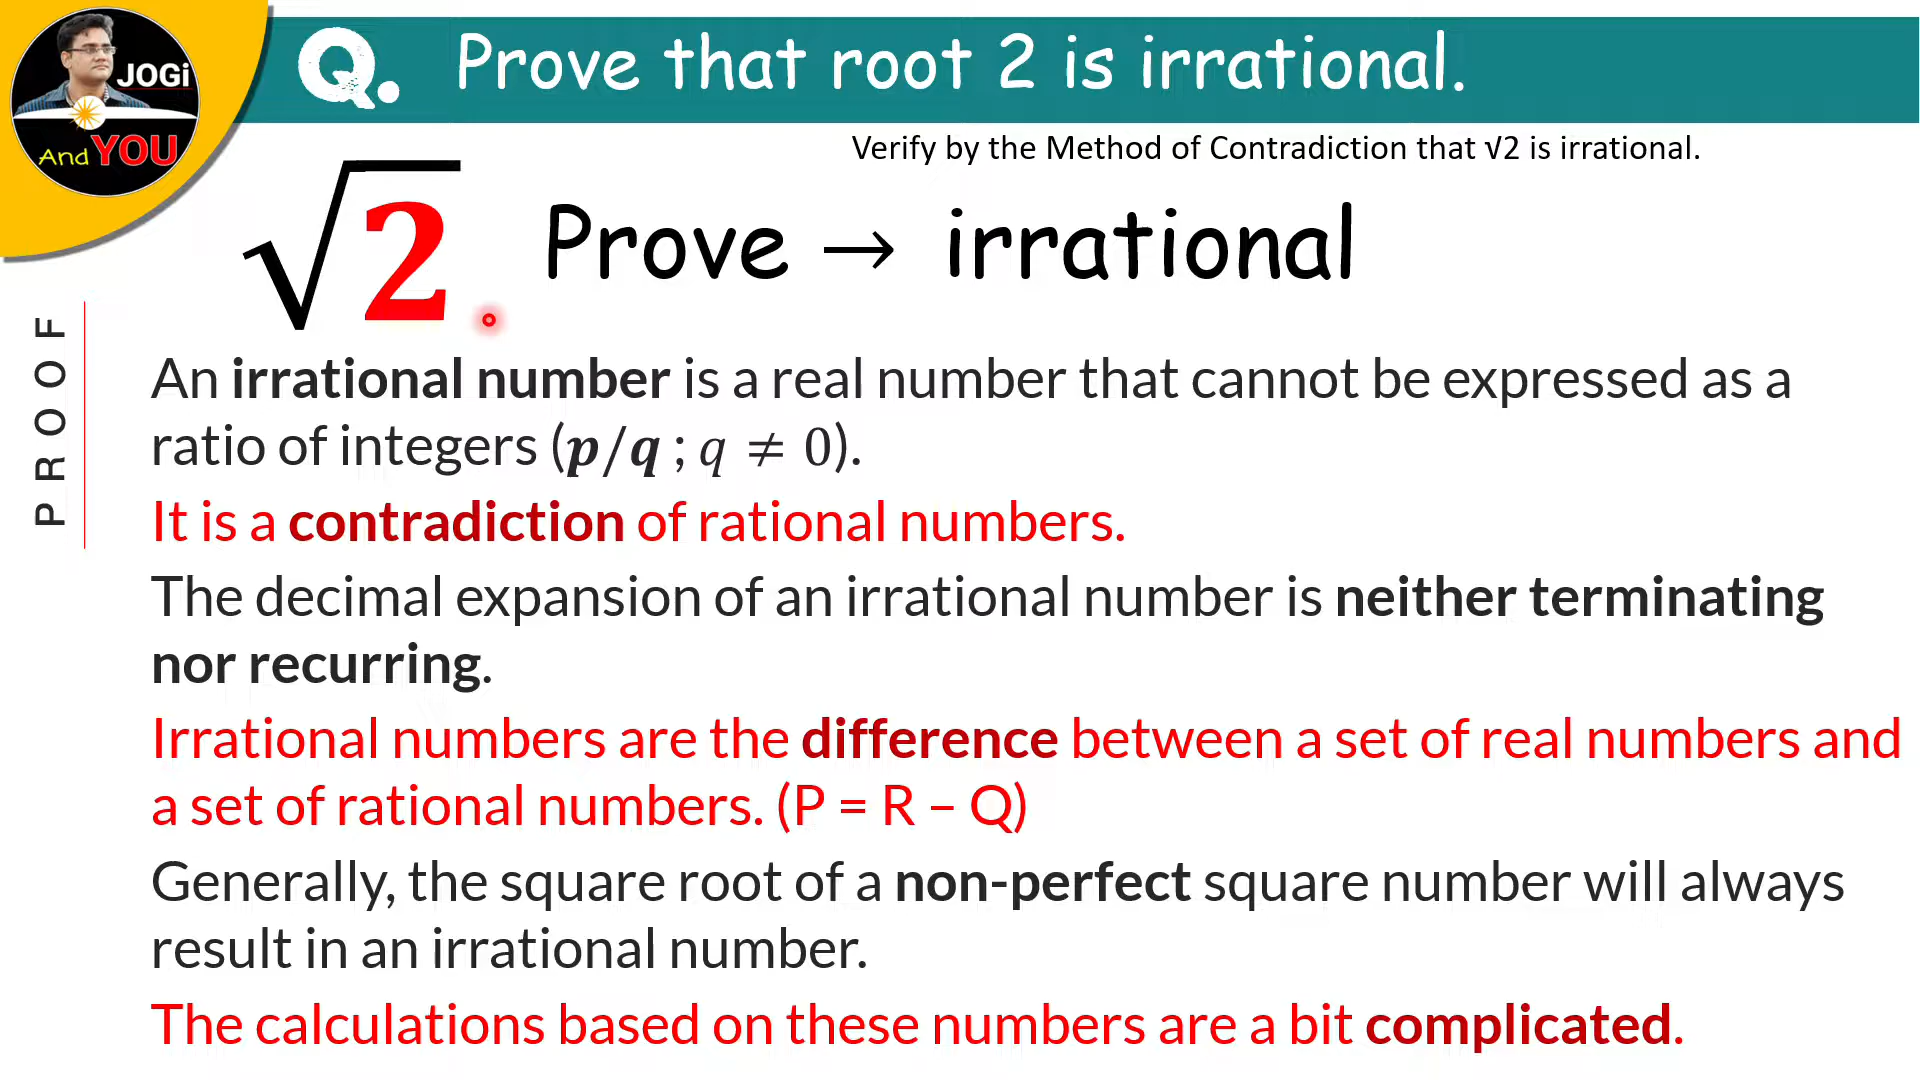 JOGi
And YOU
Q. Prove that root 2 is irrational.
Verify by the Method of Contradiction that √2 is irrational.
√2 Prove → irrational
PROOF
An irrational number is a real number that cannot be expressed as a
ratio of integers (p/q ; q ≠ 0).
It is a contradiction of rational numbers.
The decimal expansion of an irrational number is neither terminating
nor recurring.
Irrational numbers are the difference between a set of real numbers and
a set of rational numbers. (P = R – Q)
Generally, the square root of a non-perfect square number will always
result in an irrational number.
The calculations based on these numbers are a bit complicated.